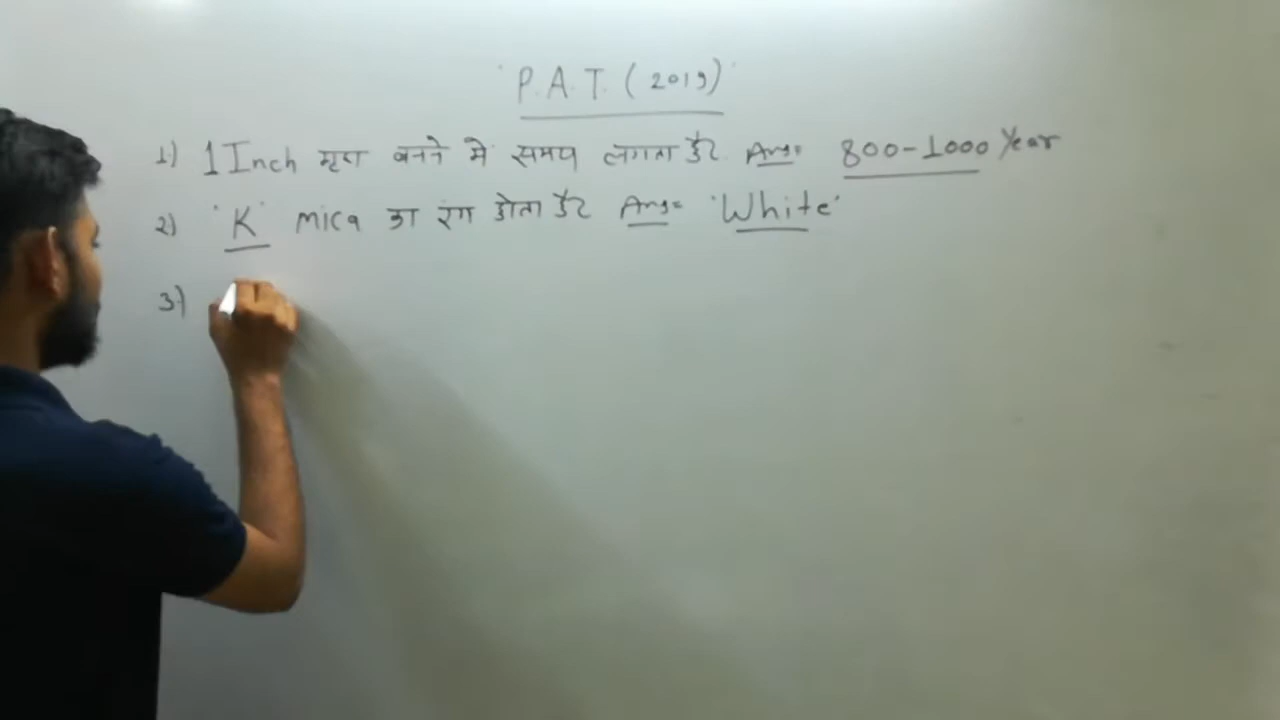 'P.A.T. (2019)'
1) 1 Inch मृदा बनने मे समय लगता है? Ans= 800-1000 Year
2) 'K' mica का रंग होता है? Ans= 'White'
3)